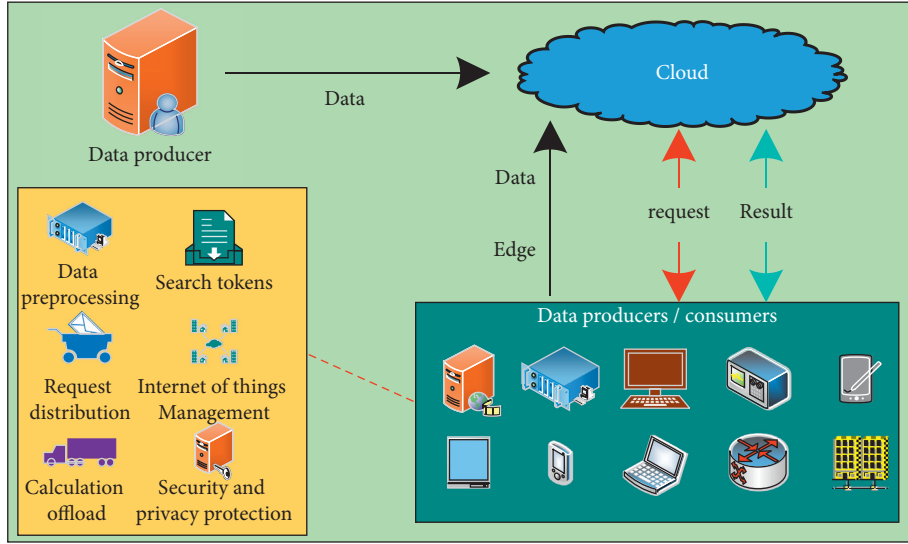 Cloud
Data
Data producer
Data
request
Result
Edge
Data
preprocessing
Search tokens
Request
distribution
Internet of things
Management
Calculation
offload
Security and
privacy protection
Data producers / consumers